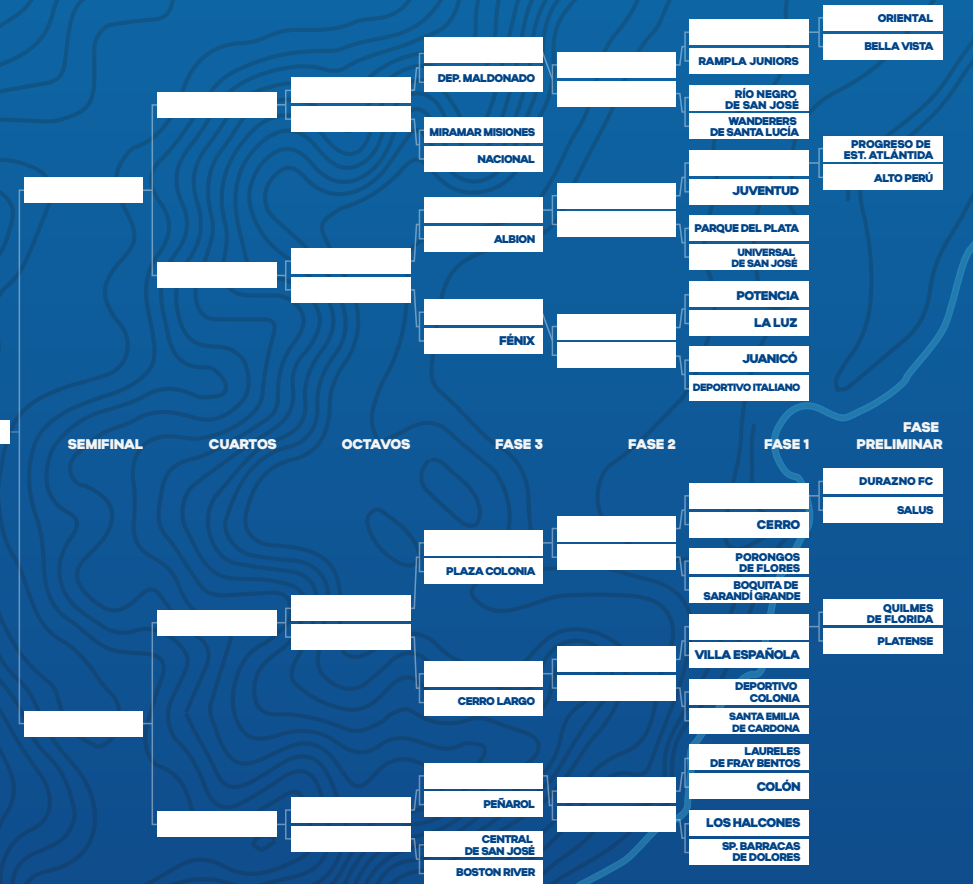 ORIENTAL
BELLA VISTA
RAMPLA JUNIORS
DEP. MALDONADO
RÍO NEGRO
DE SAN JOSÉ
WANDERERS
DE SANTA LUCÍA
MIRAMAR MISIONES
NACIONAL
PROGRESO DE
EST. ATLÁNTIDA
ALTO PERÚ
JUVENTUD
PARQUE DEL PLATA
UNIVERSAL
DE SAN JOSÉ
ALBION
POTENCIA
LA LUZ
FÉNIX
JUANICÓ
DEPORTIVO ITALIANO
SEMIFINAL
CUARTOS
OCTAVOS
FASE 3
FASE 2
FASE 1
FASE
PRELIMINAR
DURAZNO FC
SALUS
CERRO
PLAZA COLONIA
PORONGOS
DE FLORES
BOQUITA DE
SARANDÍ GRANDE
QUILMES
DE FLORIDA
PLATENSE
VILLA ESPAÑOLA
CERRO LARGO
DEPORTIVO
COLONIA
SANTA EMILIA
DE CARDONA
LAURELES
DE FRAY BENTOS
COLÓN
PEÑAROL
LOS HALCONES
SP. BARRACAS
DE DOLORES
CENTRAL
DE SAN JOSÉ
BOSTON RIVER